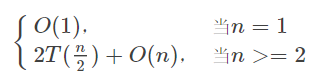 O(1), 当n = 1
2T(n/2) + O(n), 当n >= 2